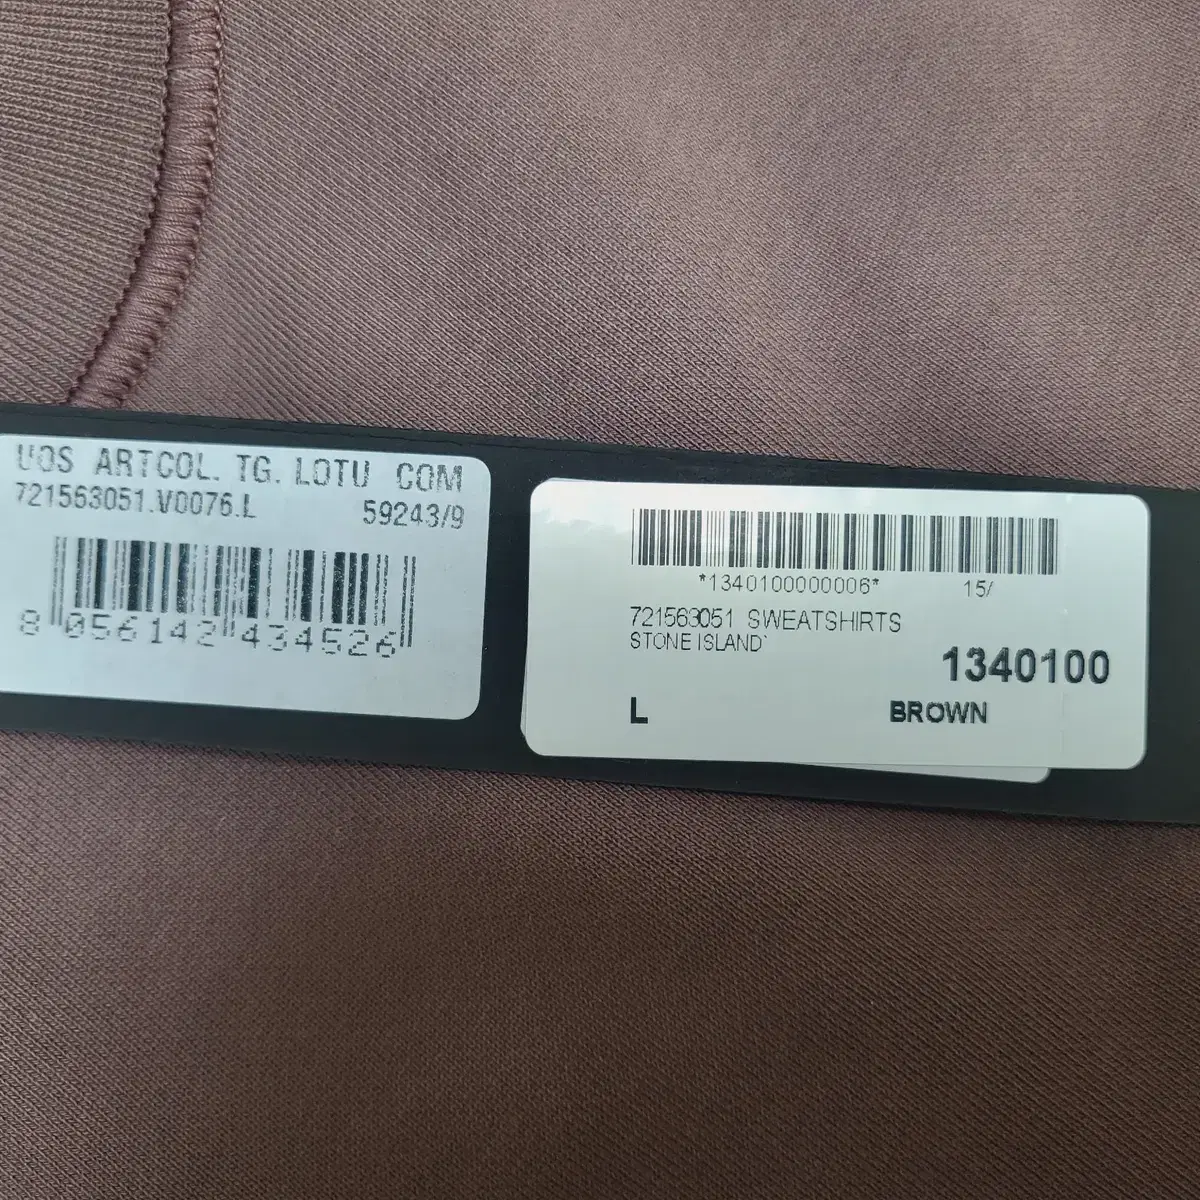 UOS ARTCOL. TG. LOTU COM
721563051.V0076.L 59243/9
8 056142 434526
*1340100000006* 15/
721563051 SWEATSHIRTS
STONE ISLAND`
1340100
L BROWN